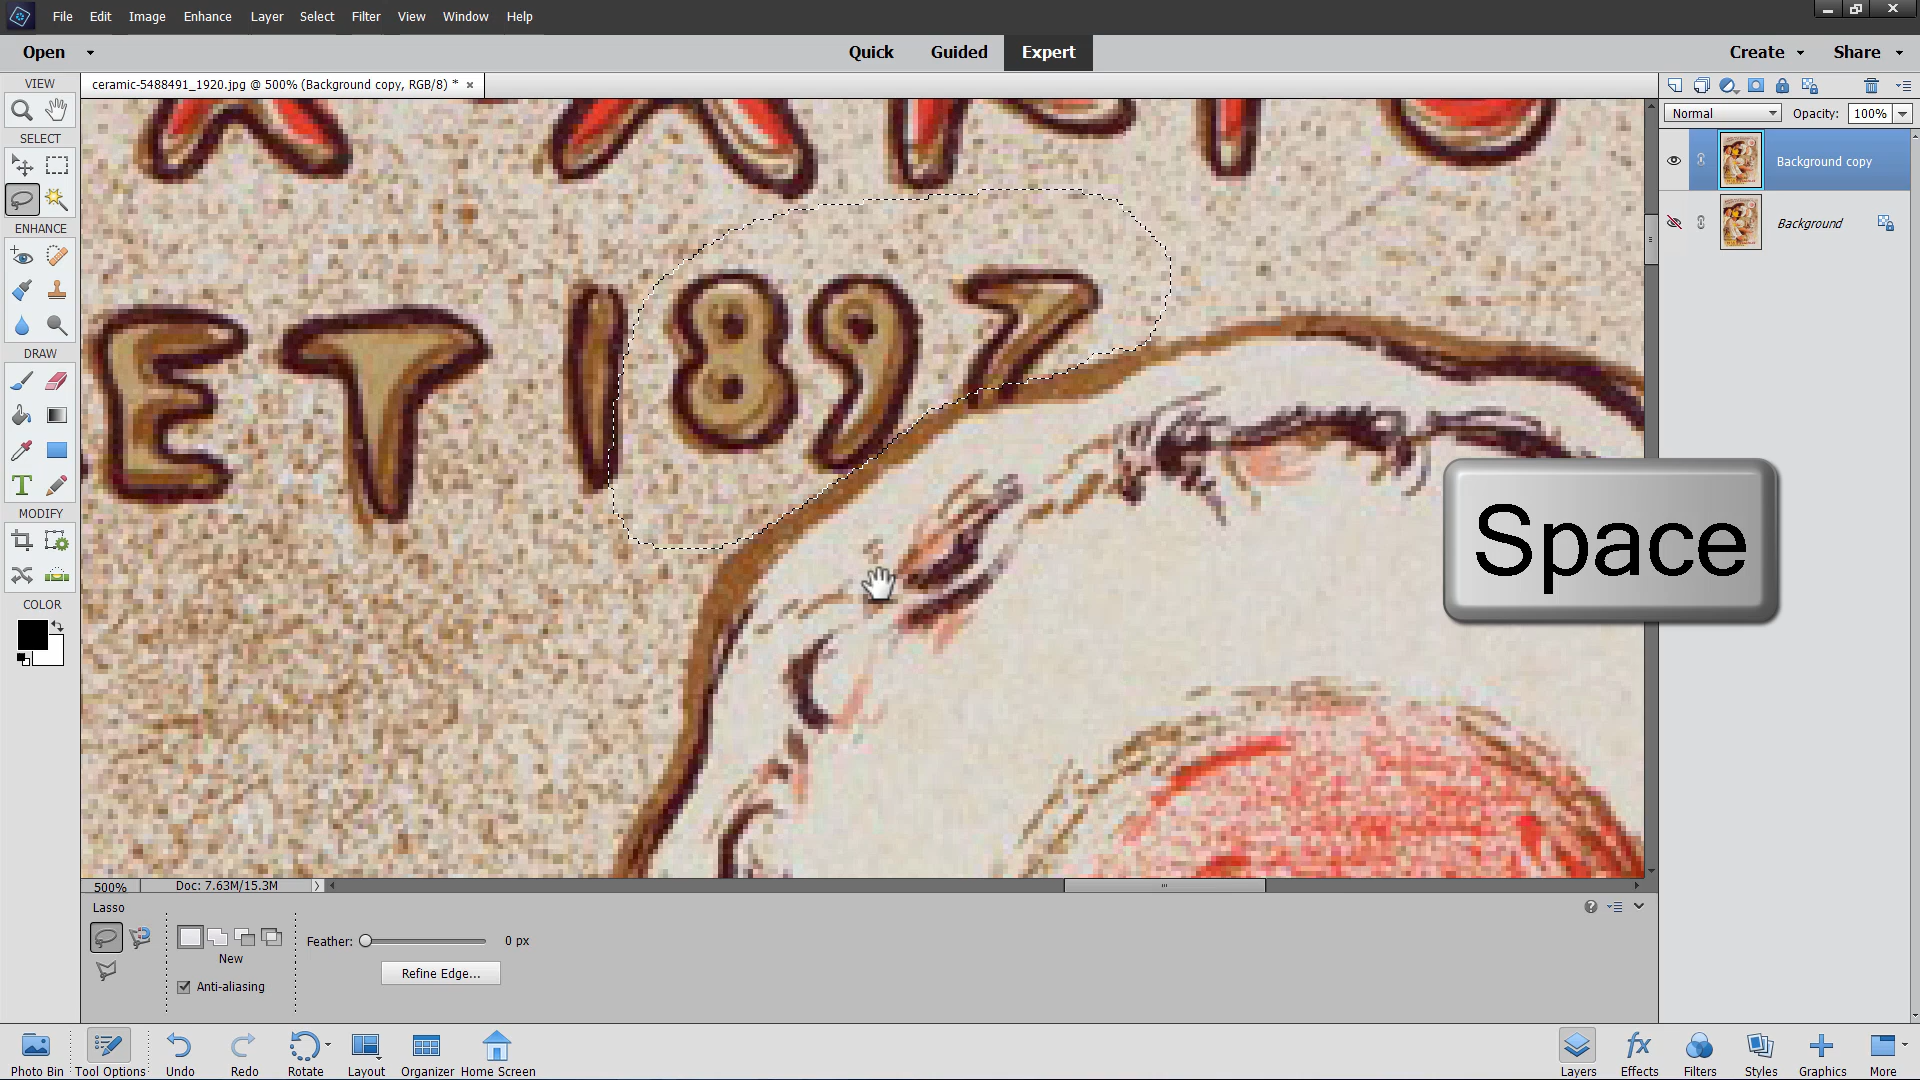 File Edit Image Enhance Layer Select Filter View Window Help
Open Quick Guided Expert Create Share
VIEW
ceramic-5488491_1920.jpg @ 500% (Background copy, RGB/8) * ×
Normal Opacity: 100%
SELECT
Background copy
Background
ENHANCE
ET 1897
DRAW
T
MODIFY
Space
COLOR
500% Doc: 7.63M/15.3M
Lasso
Feather: 0 px
New
Refine Edge...
Anti-aliasing
fx
Photo Bin Tool Options Undo Redo Rotate Layout Organizer Home Screen Layers Effects Filters Styles Graphics More